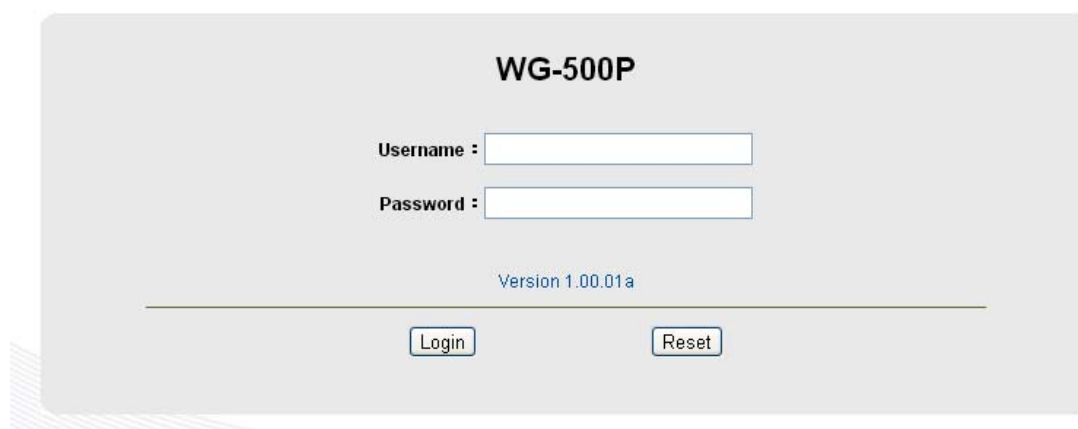 WG-500P
Username :
Password :
Version 1.00.01a
Login Reset